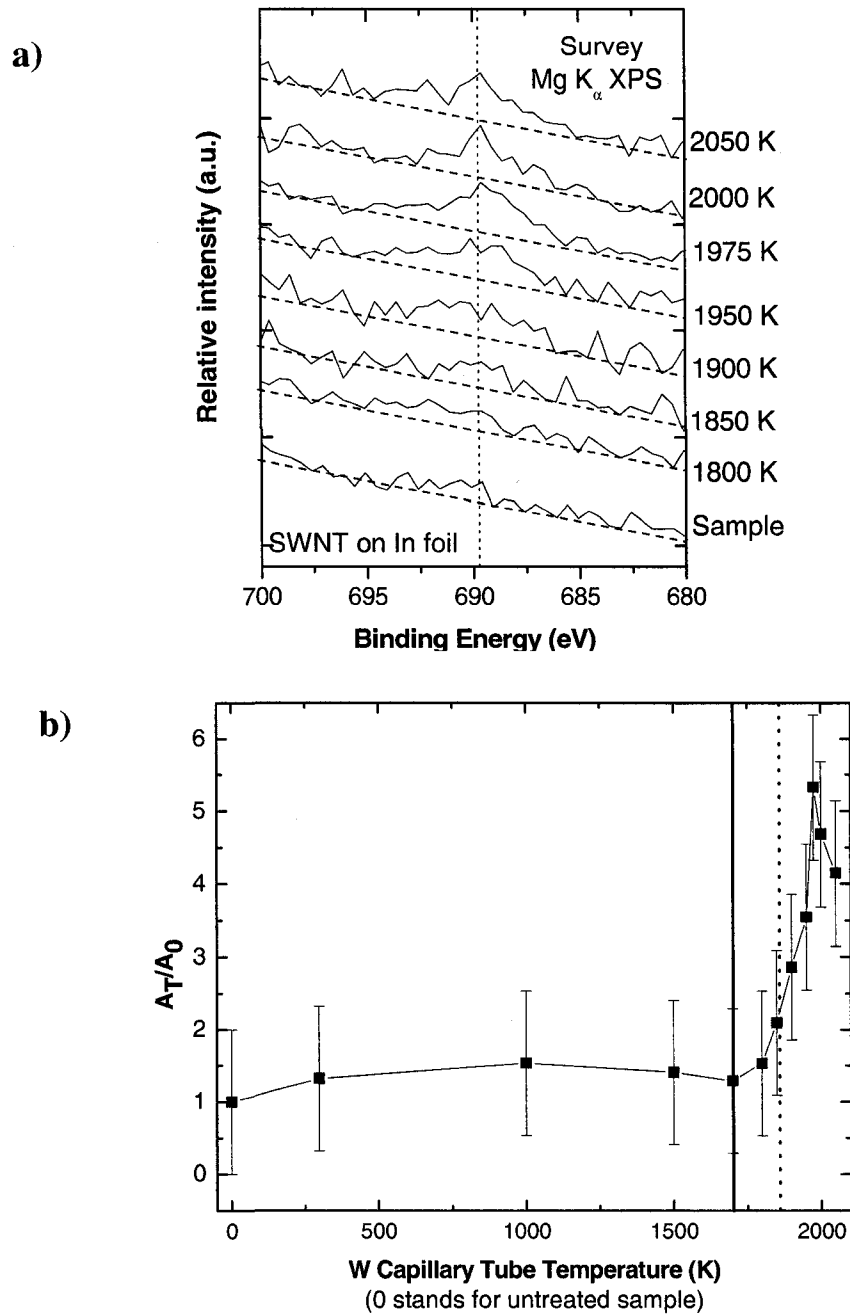 a)
Survey
Mg Kα XPS
2050 K
2000 K
1975 K
1950 K
1900 K
1850 K
1800 K
Sample
SWNT on In foil
Relative intensity (a.u.)
700 695 690 685 680
Binding Energy (eV)
b)
6
5
4
3
2
1
0
A_T/A_0
0 500 1000 1500 2000
W Capillary Tube Temperature (K)
(0 stands for untreated sample)